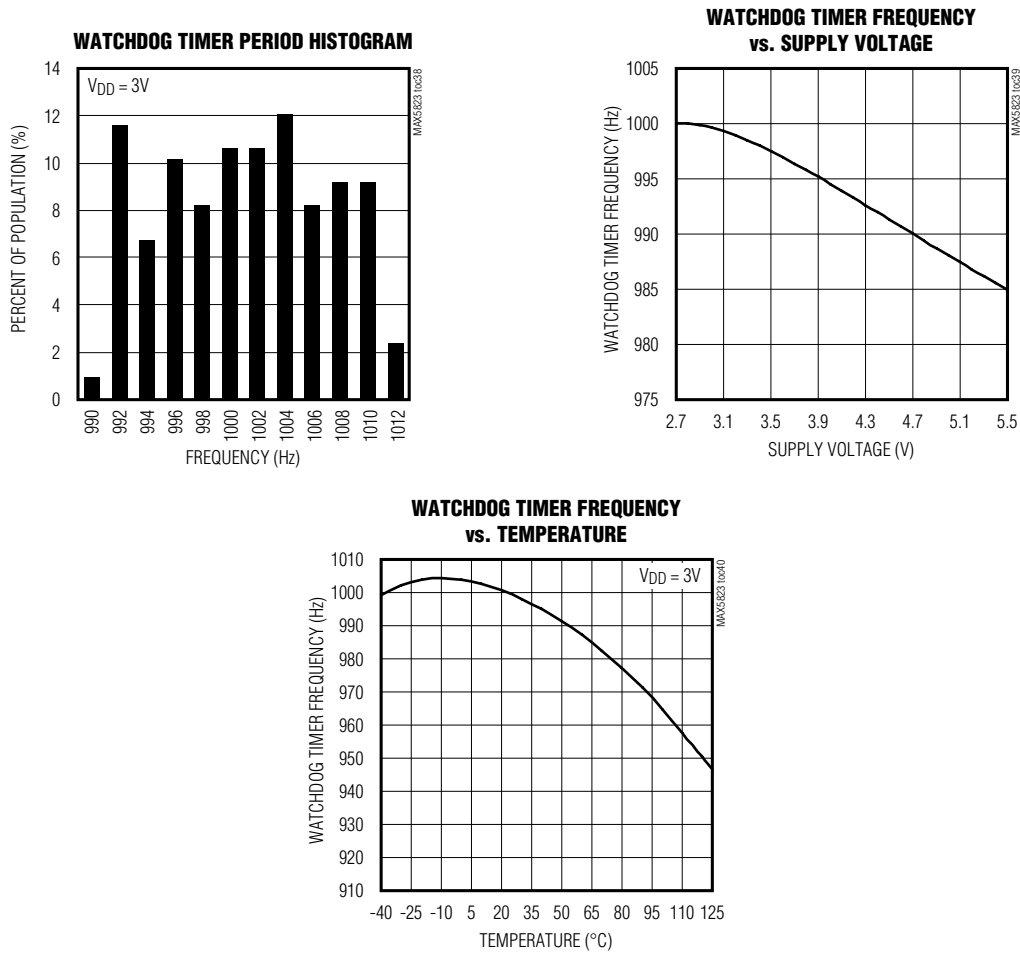 WATCHDOG TIMER PERIOD HISTOGRAM
VDD = 3V
MAX5823 toc38
PERCENT OF POPULATION (%)
14
12
10
8
6
4
2
0
990 992 994 996 998 1000 1002 1004 1006 1008 1010 1012
FREQUENCY (Hz)
WATCHDOG TIMER FREQUENCY
vs. SUPPLY VOLTAGE
MAX5823 toc39
WATCHDOG TIMER FREQUENCY (Hz)
1005
1000
995
990
985
980
975
2.7 3.1 3.5 3.9 4.3 4.7 5.1 5.5
SUPPLY VOLTAGE (V)
WATCHDOG TIMER FREQUENCY
vs. TEMPERATURE
VDD = 3V
MAX5823 toc40
WATCHDOG TIMER FREQUENCY (Hz)
1010
1000
990
980
970
960
950
940
930
920
910
-40 -25 -10 5 20 35 50 65 80 95 110 125
TEMPERATURE (°C)